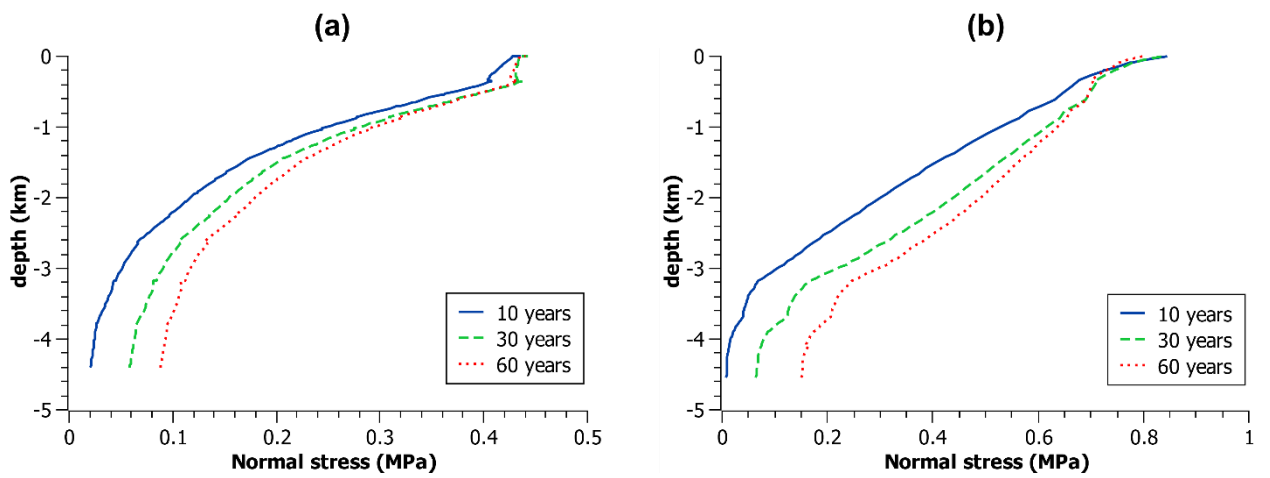 (a)
0
-1
-2
-3
-4
-5
depth (km)
0
0.1
0.2
0.3
0.4
0.5
Normal stress (MPa)
10 years
30 years
60 years
(b)
0
-1
-2
-3
-4
-5
depth (km)
0
0.2
0.4
0.6
0.8
1
Normal stress (MPa)
10 years
30 years
60 years